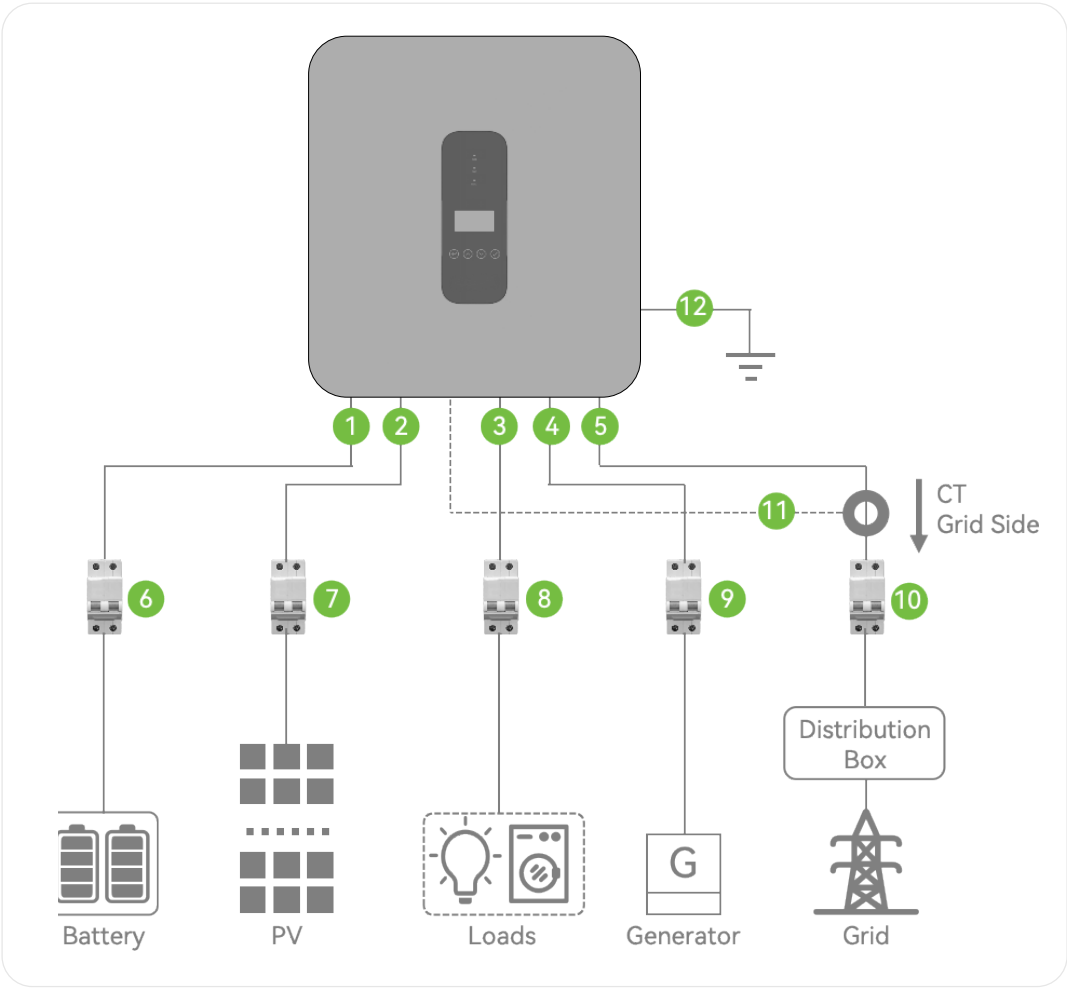 12
1
2
3
4
5
CT
Grid Side
11
6
7
8
9
10
Distribution
Box
G
Battery
PV
Loads
Generator
Grid